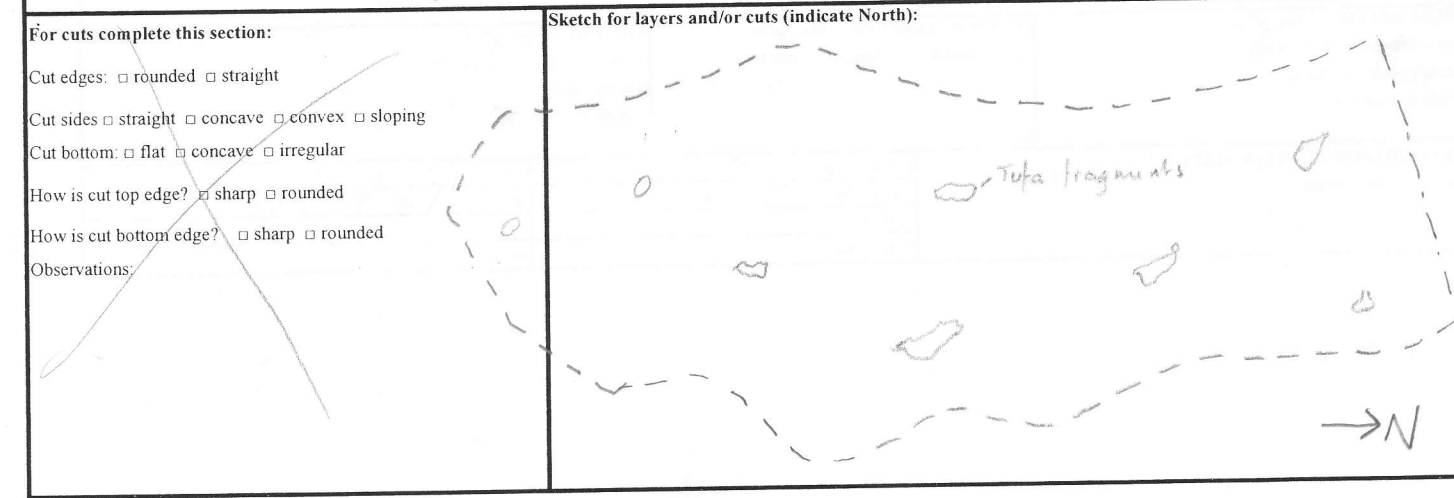 For cuts complete this section:
Cut edges: □ rounded □ straight
Cut sides □ straight □ concave □ convex □ sloping
Cut bottom: □ flat □ concave □ irregular
How is cut top edge? □ sharp □ rounded
How is cut bottom edge? □ sharp □ rounded
Observations:
Sketch for layers and/or cuts (indicate North):
Tufa fragments
→N